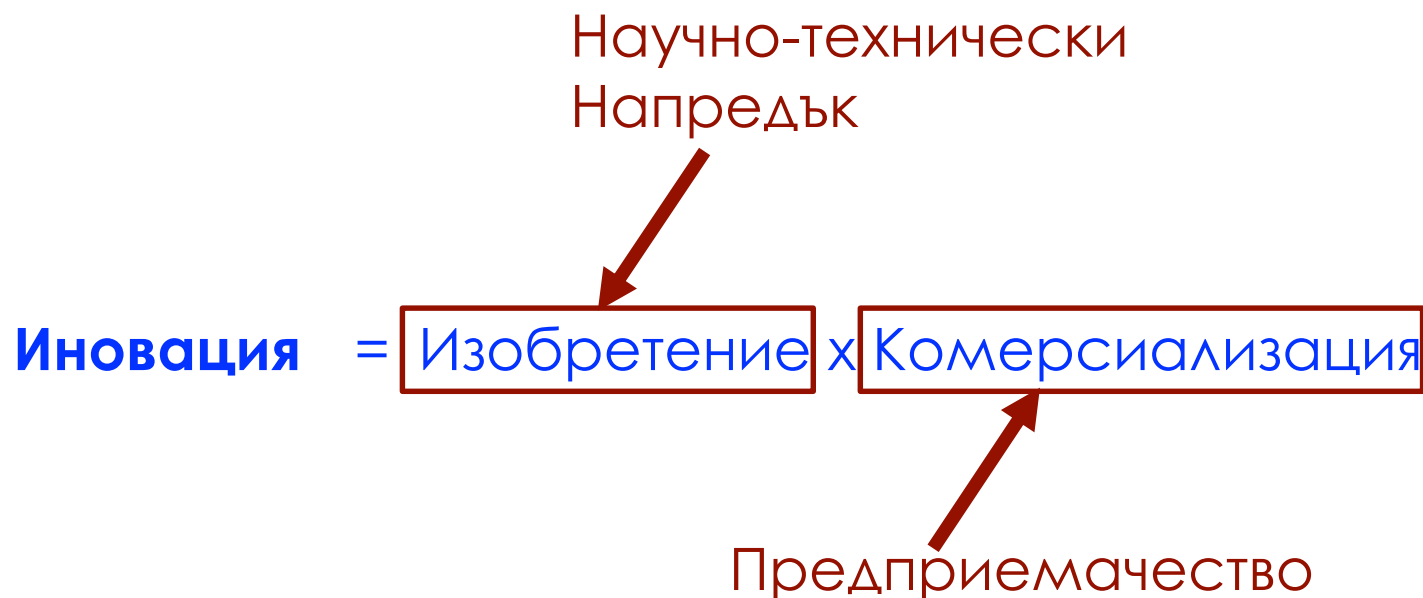 Научно-технически
Напредък
Иновация = Изобретение x Комерсиализация
Предприемачество